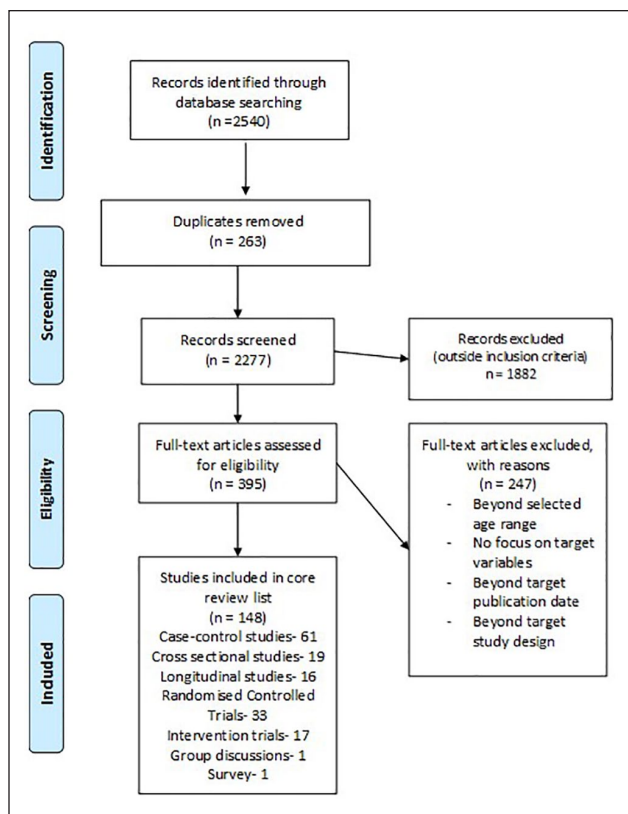 Identification
Records identified through
database searching
(n =2540)
Duplicates removed
(n = 263)
Screening
Records screened
(n = 2277)
Records excluded
(outside inclusion criteria)
n = 1882
Eligibility
Full-text articles assessed
for eligibility
(n = 395)
Full-text articles excluded,
with reasons
(n = 247)
- Beyond selected
age range
- No focus on target
variables
- Beyond target
publication date
- Beyond target
study design
Included
Studies included in core
review list
(n = 148)
Case-control studies- 61
Cross sectional studies- 19
Longitudinal studies- 16
Randomised Controlled
Trials- 33
Intervention trials- 17
Group discussions- 1
Survey- 1